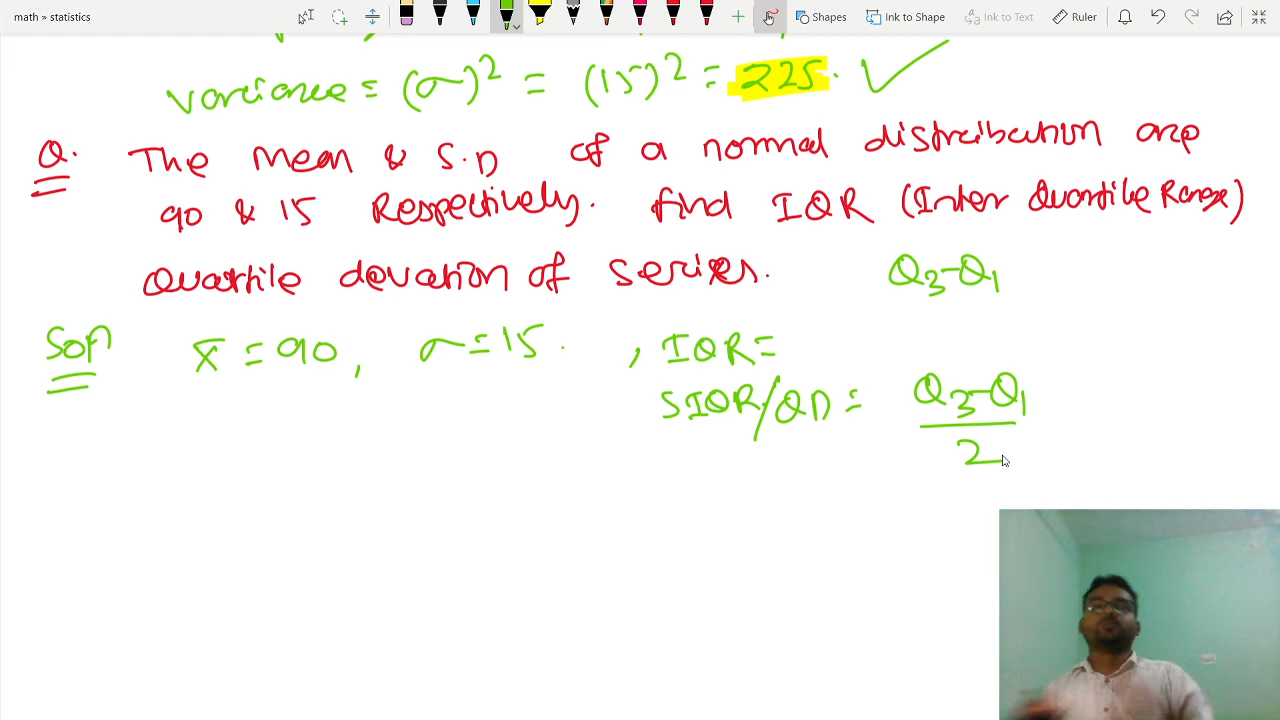 math » statistics
Shapes
Ink to Shape
Ink to Text
Ruler
variance = (σ)² = (15)² = 225.
Q. The Mean & S.D of a normal distribution are
90 & 15 Respectively. find IQR (Inter Quartile Range)
Quartile deviation of series.
Q₃-Q₁
Solⁿ x̄ = 90, σ = 15. , IQR =
SIQR/QD = Q₃-Q₁
2